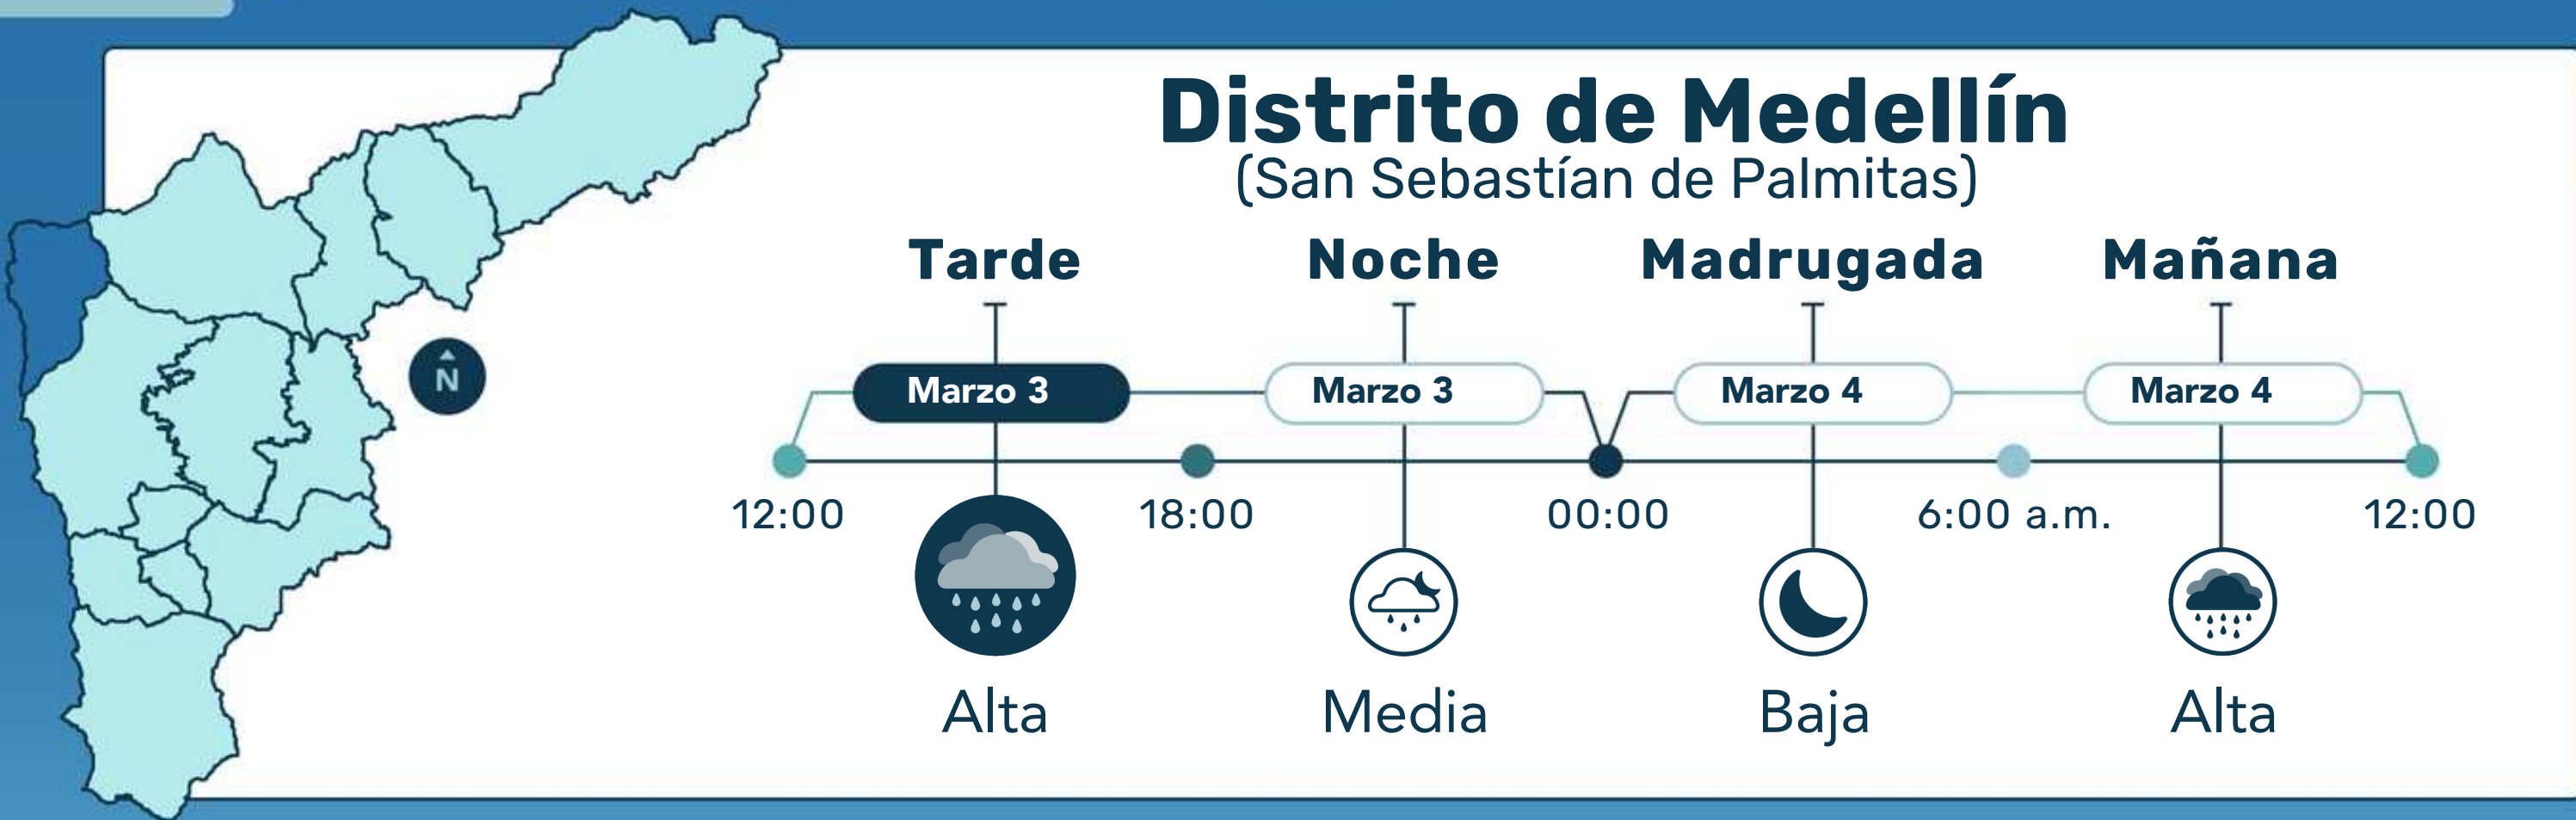 Distrito de Medellín
(San Sebastían de Palmitas)
Tarde Noche Madrugada Mañana
N
Marzo 3 Marzo 3 Marzo 4 Marzo 4
12:00 18:00 00:00 6:00 a.m. 12:00
Alta Media Baja Alta